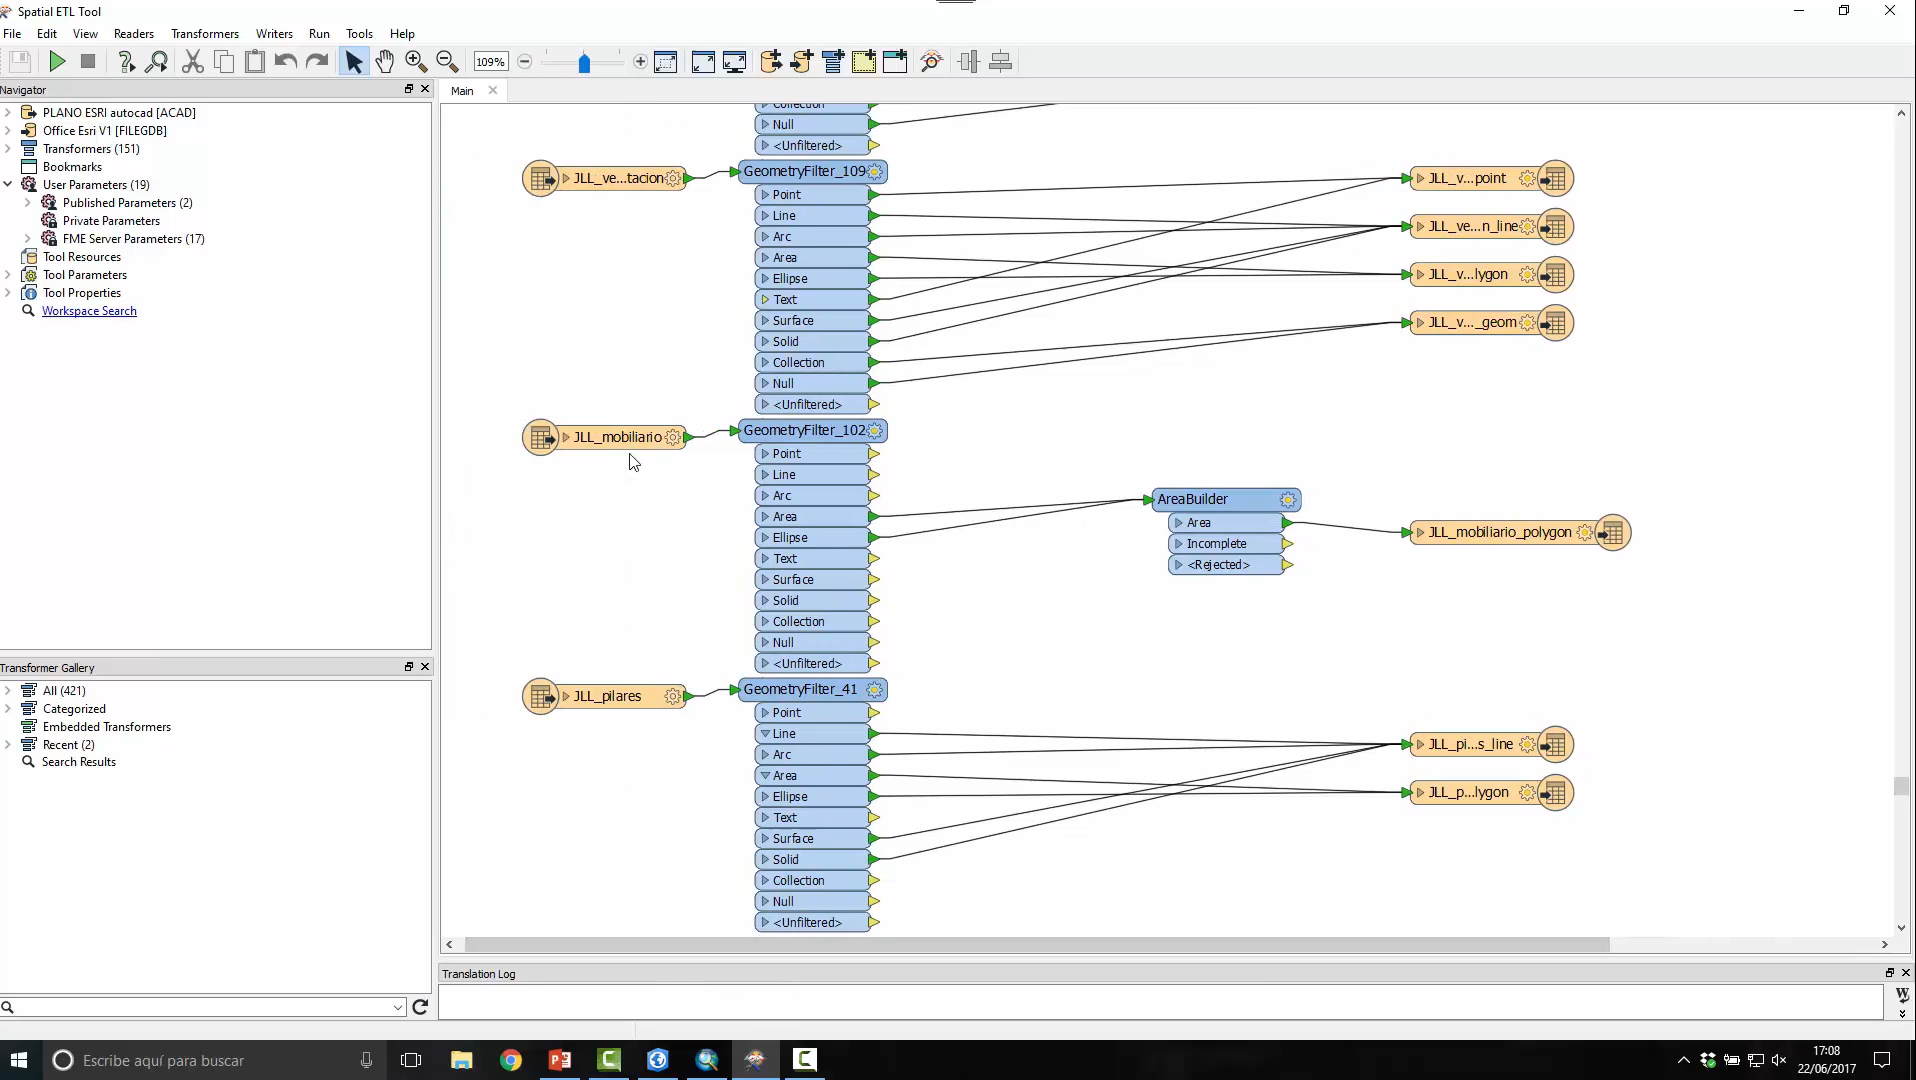 Spatial ETL Tool
File Edit View Readers Transformers Writers Run Tools Help
109%
Navigator
PLANO ESRI autocad [ACAD]
Office Esri V1 [FILEGDB]
Transformers (151)
Bookmarks
User Parameters (19)
Published Parameters (2)
Private Parameters
FME Server Parameters (17)
Tool Resources
Tool Parameters
Tool Properties
Workspace Search
Transformer Gallery
All (421)
Categorized
Embedded Transformers
Recent (2)
Search Results
Main
Collection
Null
<Unfiltered>
JLL_ve...tacion
GeometryFilter_109
Point
Line
Arc
Area
Ellipse
Text
Surface
Solid
Collection
Null
<Unfiltered>
JLL_v...point
JLL_ve...n_line
JLL_v...lygon
JLL_v..._geom
JLL_mobiliario
GeometryFilter_102
Point
Line
Arc
Area
Ellipse
Text
Surface
Solid
Collection
Null
<Unfiltered>
AreaBuilder
Area
Incomplete
<Rejected>
JLL_mobiliario_polygon
JLL_pilares
GeometryFilter_41
Point
Line
Arc
Area
Ellipse
Text
Surface
Solid
Collection
Null
<Unfiltered>
JLL_pi...s_line
JLL_p...lygon
Translation Log
W
Escribe aquí para buscar
17:08
22/06/2017